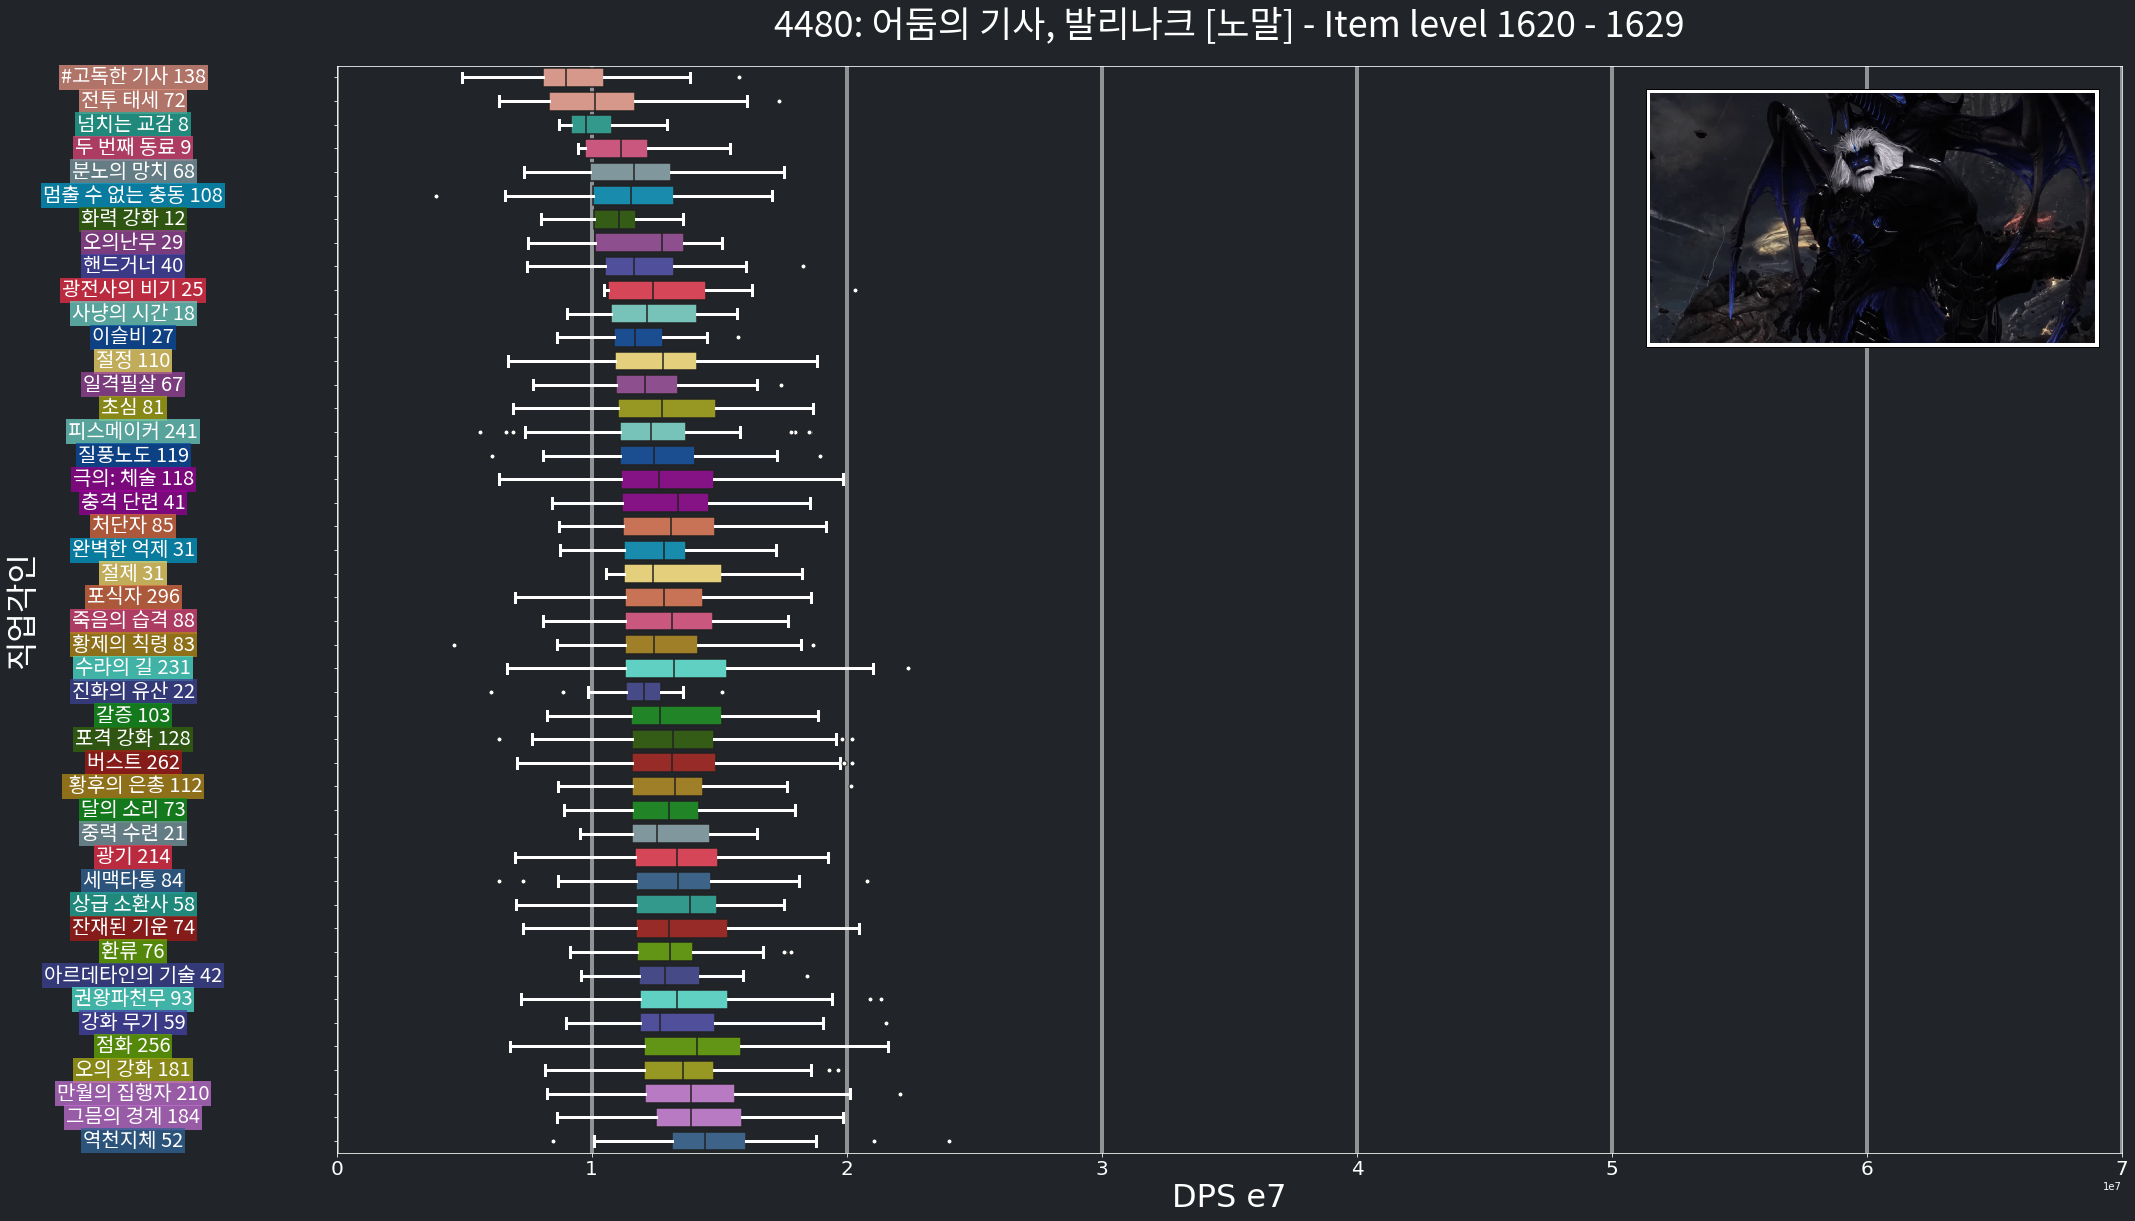 4480: 어둠의 기사, 발리나크 [노말] - Item level 1620 - 1629
직업각인
#고독한 기사 138
전투 태세 72
넘치는 교감 8
두 번째 동료 9
분노의 망치 68
멈출 수 없는 충동 108
화력 강화 12
오의난무 29
핸드거너 40
광전사의 비기 25
사냥의 시간 18
이슬비 27
절정 110
일격필살 67
초심 81
피스메이커 241
질풍노도 119
극의: 체술 118
충격 단련 41
처단자 85
완벽한 억제 31
절제 31
포식자 296
죽음의 습격 88
황제의 칙령 83
수라의 길 231
진화의 유산 22
갈증 103
포격 강화 128
버스트 262
황후의 은총 112
달의 소리 73
중력 수련 21
광기 214
세맥타통 84
상급 소환사 58
잔재된 기운 74
환류 76
아르데타인의 기술 42
권왕파천무 93
강화 무기 59
점화 256
오의 강화 181
만월의 집행자 210
그믐의 경계 184
역천지체 52
0 1 2 3 4 5 6 7
1e7
DPS e7